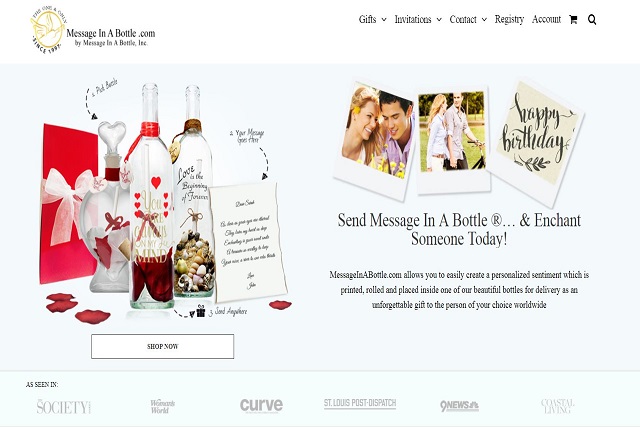 THE ONE & ONLY
SINCE 1997
Message In A Bottle .com
by Message In A Bottle, Inc.
Gifts
Invitations
Contact
Registry
Account
1. Pick Bottle
2. Your Message
Goes Here
LOVE
is the
Beginning
of Forever
YOU
ON MY
MIND
Dear Sarah
Love
John
3. Send Anywhere
SHOP NOW
happy
birthday
Send Message In A Bottle ®… & Enchant
Someone Today!
MessageInABottle.com allows you to easily create a personalized sentiment which is
printed, rolled and placed inside one of our beautiful bottles for delivery as an
unforgettable gift to the person of your choice worldwide
AS SEEN IN:
SOCIETY
Woman's
World
curve
ST. LOUIS POST-DISPATCH
9NEWS
COASTAL
LIVING